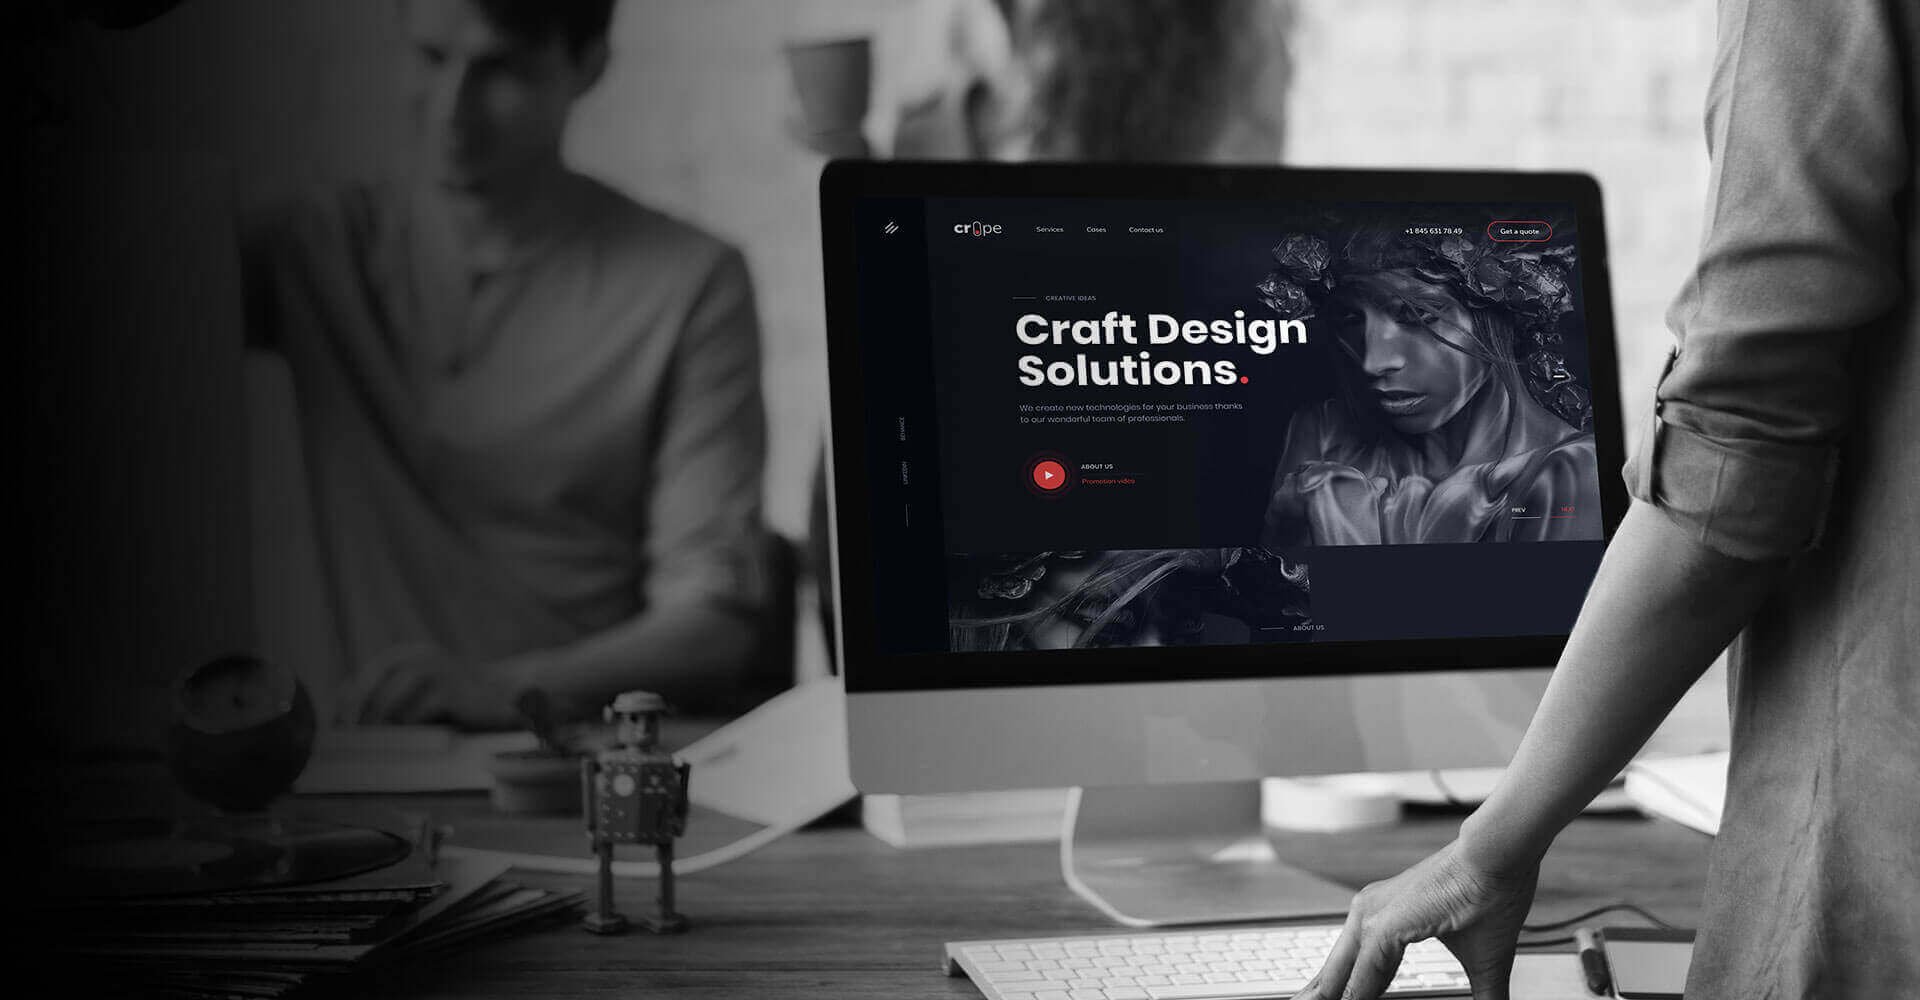 crope
Services Cases Contact us
+1 845 631 78 49
Get a quote
CREATIVE IDEAS
Craft Design
Solutions.
We create new technologies for your business thanks
to our wonderful team of professionals.
BEHANCE
LINKEDIN
ABOUT US
Promotion video
PREV
NEXT
ABOUT US